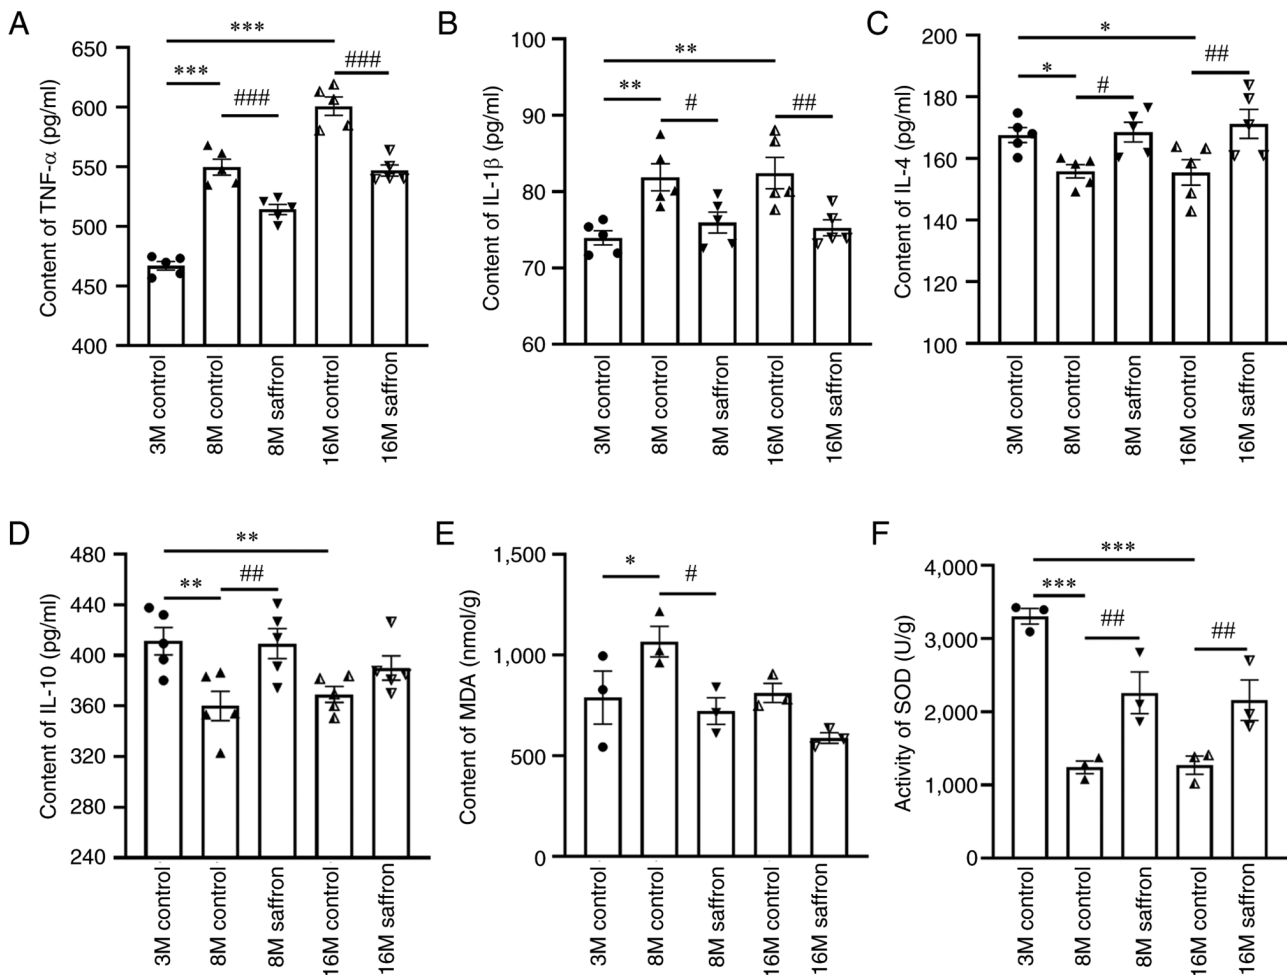 A
Content of TNF-α (pg/ml)
650
600
550
500
450
400
***
***
###
###
3M control
8M control
8M saffron
16M control
16M saffron
B
Content of IL-1β (pg/ml)
100
90
80
70
60
**
**
#
##
3M control
8M control
8M saffron
16M control
16M saffron
C
Content of IL-4 (pg/ml)
200
180
160
140
120
100
*
*
#
##
3M control
8M control
8M saffron
16M control
16M saffron
D
Content of IL-10 (pg/ml)
480
440
400
360
320
280
240
**
**
##
3M control
8M control
8M saffron
16M control
16M saffron
E
Content of MDA (nmol/g)
1,500
1,000
500
0
*
#
3M control
8M control
8M saffron
16M control
16M saffron
F
Activity of SOD (U/g)
4,000
3,000
2,000
1,000
0
***
***
##
##
3M control
8M control
8M saffron
16M control
16M saffron